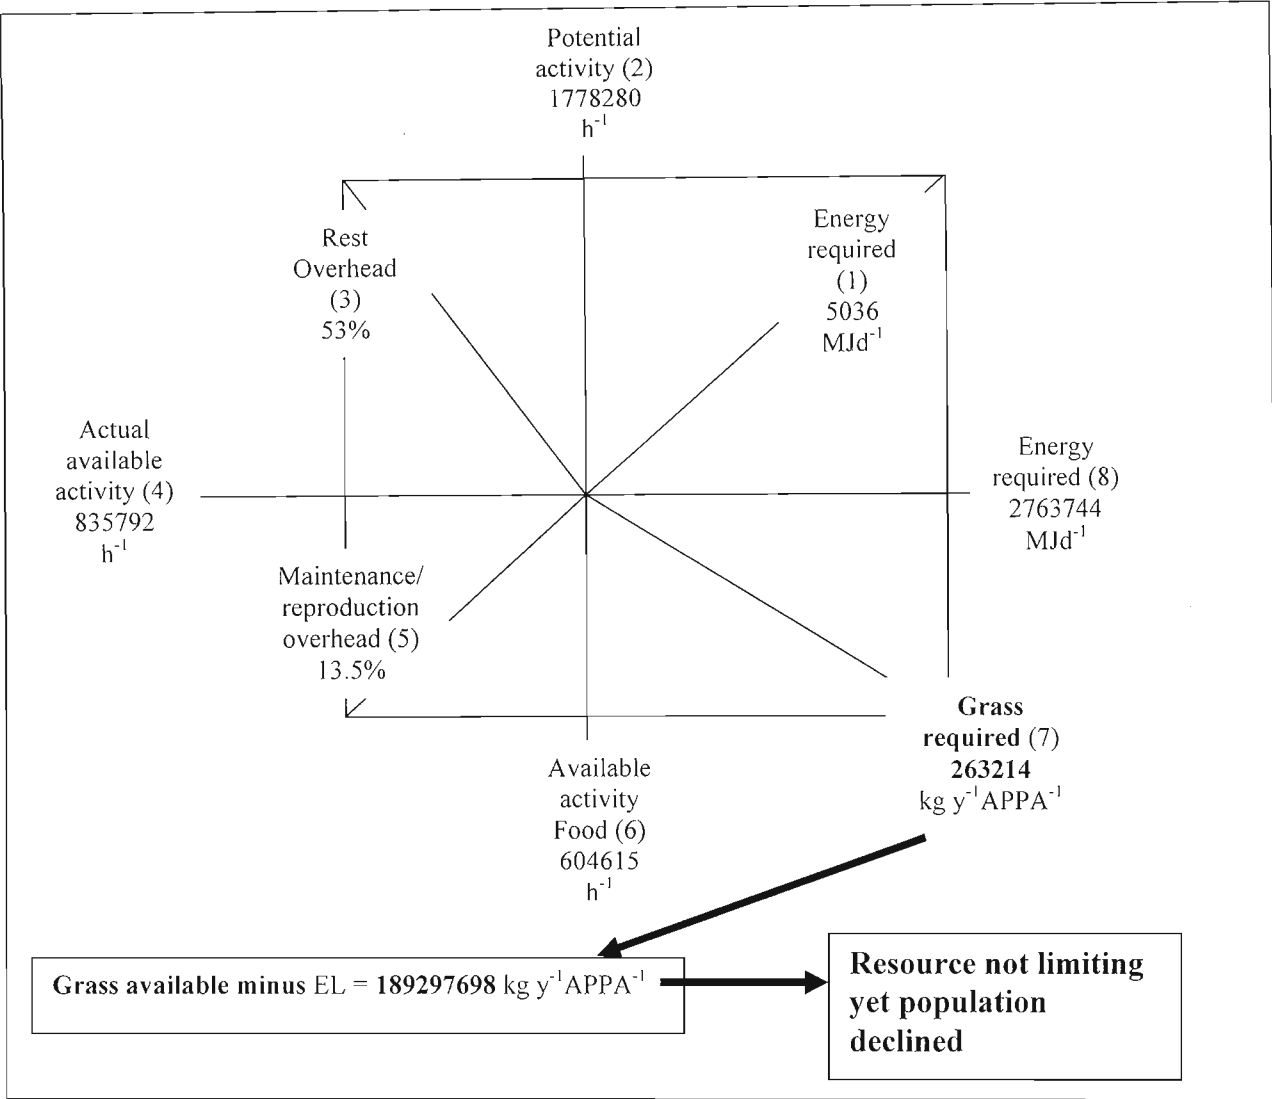 Potential
activity (2)
1778280
h⁻¹
Rest
Overhead
(3)
53%
Energy
required
(1)
5036
MJd⁻¹
Actual
available
activity (4)
835792
h⁻¹
Energy
required (8)
2763744
MJd⁻¹
Maintenance/
reproduction
overhead (5)
13.5%
Grass
required (7)
263214
kg y⁻¹APPA⁻¹
Available
activity
Food (6)
604615
h⁻¹
Grass available minus EL = 189297698 kg y⁻¹APPA⁻¹
Resource not limiting
yet population
declined